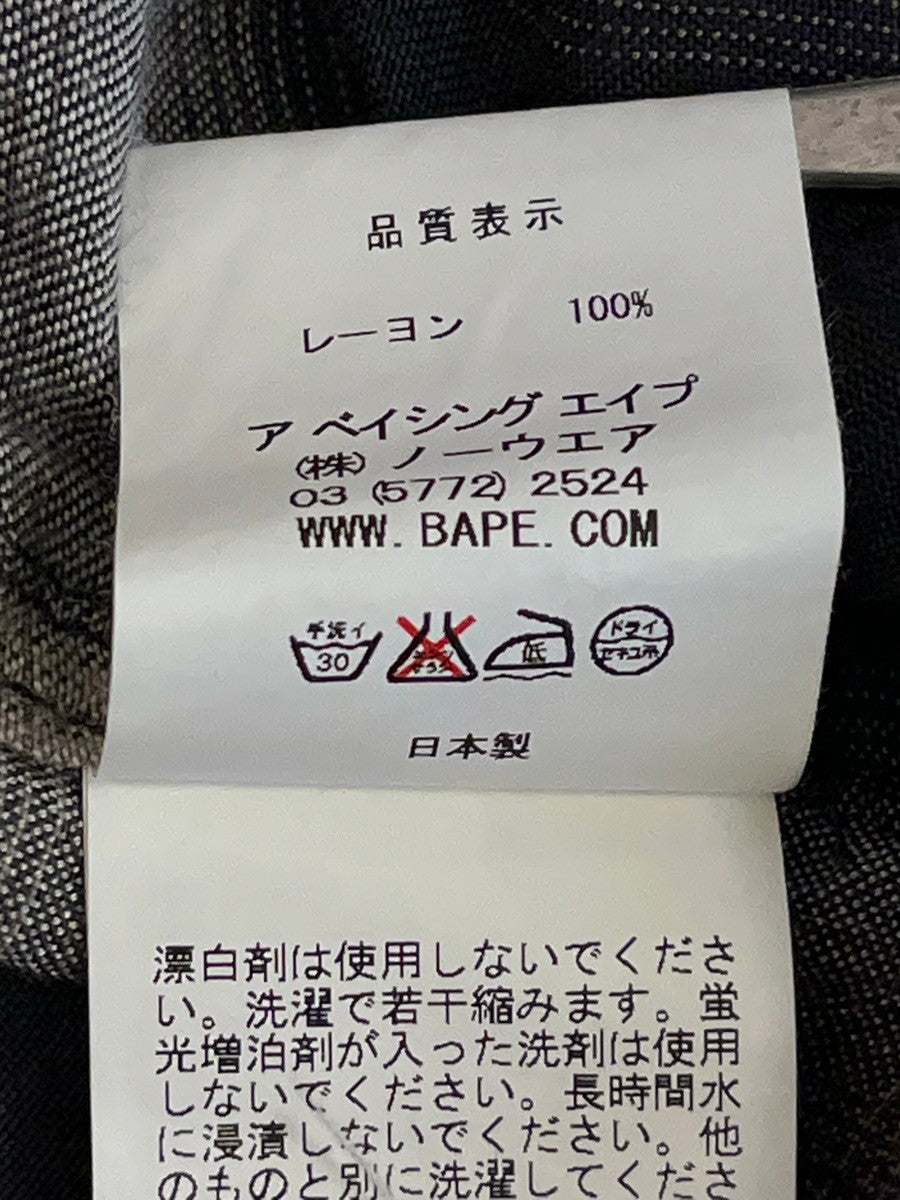 品質表示
レーヨン 100%
ア ベイシング エイプ
(株) ノーウエア
03 (5772) 2524
WWW. BAPE. COM
手洗イ
30
低
ドライ
セキユ系
日本製
漂白剤は使用しないでくださ
い。洗濯で若干縮みます。蛍
光増泊剤が入った洗剤は使用
しないでください。長時間水
に浸漬しないでください。他
のものと別に洗濯してくださ